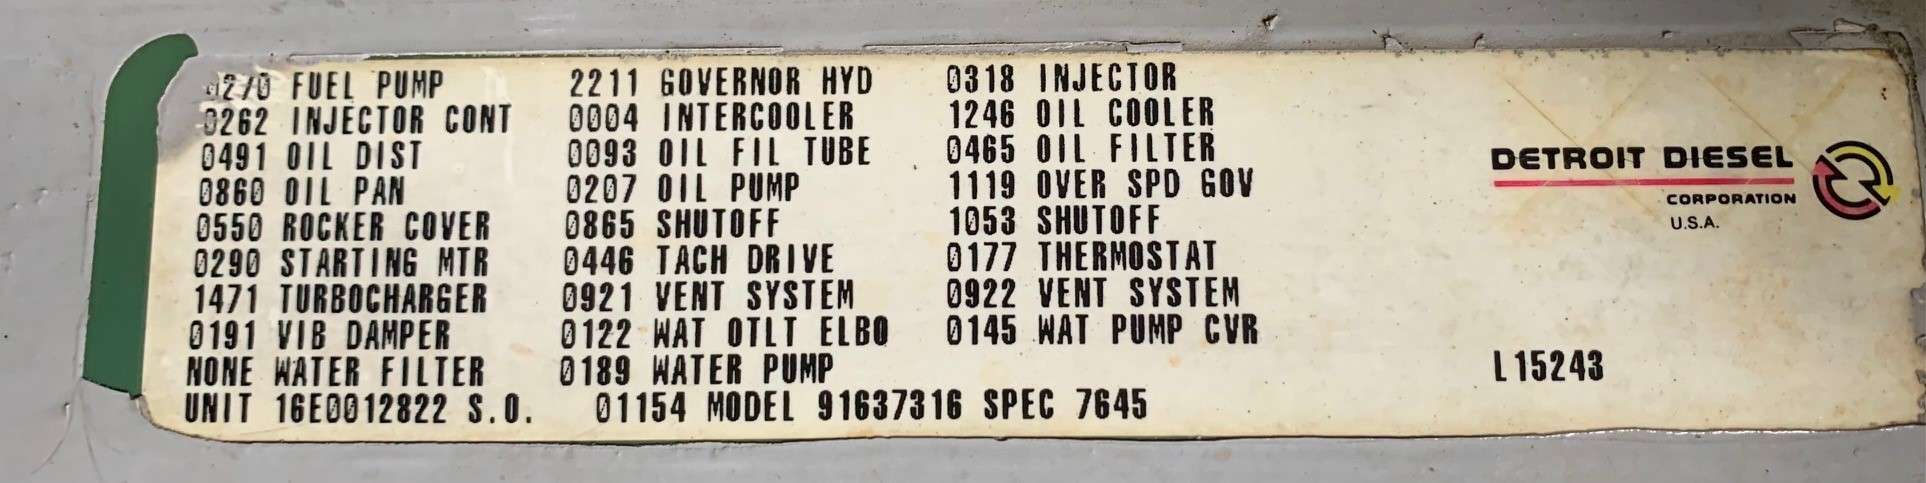 FUEL PUMP 2211 GOVERNOR HYD 0318 INJECTOR
0262 INJECTOR CONT 0004 INTERCOOLER 1246 OIL COOLER
0491 OIL DIST 0093 OIL FIL TUBE 0465 OIL FILTER
0860 OIL PAN 0207 OIL PUMP 1119 OVER SPD GOV
0550 ROCKER COVER 0865 SHUTOFF 1053 SHUTOFF
0290 STARTING MTR 0446 TACH DRIVE 0177 THERMOSTAT
1471 TURBOCHARGER 0921 VENT SYSTEM 0922 VENT SYSTEM
0191 VIB DAMPER 0122 WAT OTLT ELBO 0145 WAT PUMP CVR
NONE WATER FILTER 0189 WATER PUMP
UNIT 16E0012822 S.O. 01154 MODEL 91637316 SPEC 7645
DETROIT DIESEL
CORPORATION
U.S.A.
L15243